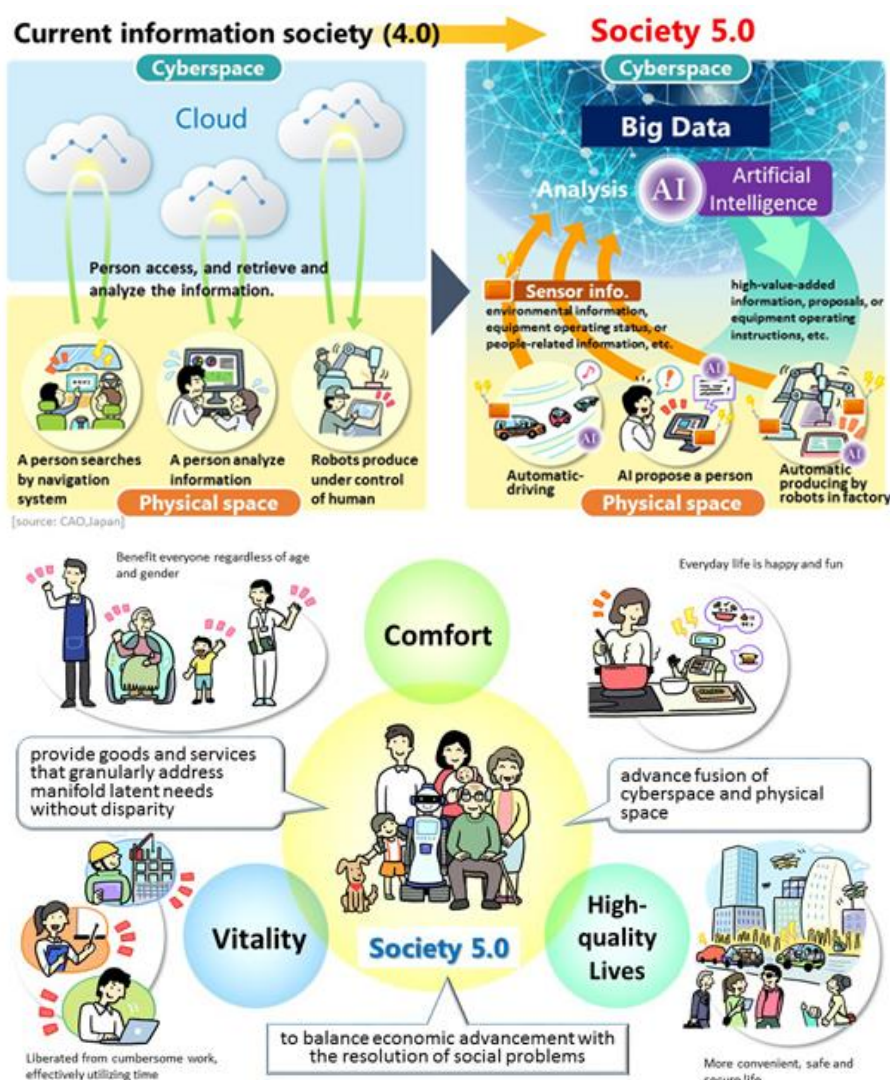 Current information society (4.0)
Society 5.0
Cyberspace
Cloud
Person access, and retrieve and
analyze the information.
A person searches
by navigation
system
A person analyze
information
Robots produce
under control
of human
Physical space
[source: CAO,Japan]
Cyberspace
Big Data
Analysis
AI
Artificial
Intelligence
Sensor info.
environmental information,
equipment operating status, or
people-related information, etc.
high-value-added
information, proposals, or
equipment operating
instructions, etc.
AI
AI
AI
Automatic-
driving
AI propose a person
Automatic
producing by
robots in factory
Physical space
Benefit everyone regardless of age
and gender
Everyday life is happy and fun
Comfort
provide goods and services
that granularly address
manifold latent needs
without disparity
advance fusion of
cyberspace and physical
space
Vitality
Society 5.0
High-
quality
Lives
to balance economic advancement with
the resolution of social problems
Liberated from cumbersome work,
effectively utilizing time
More convenient, safe and
secure life